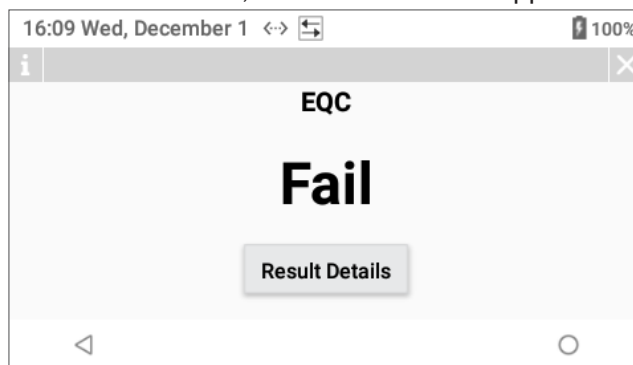 16:09 Wed, December 1 100%
i
EQC
Fail
Result Details